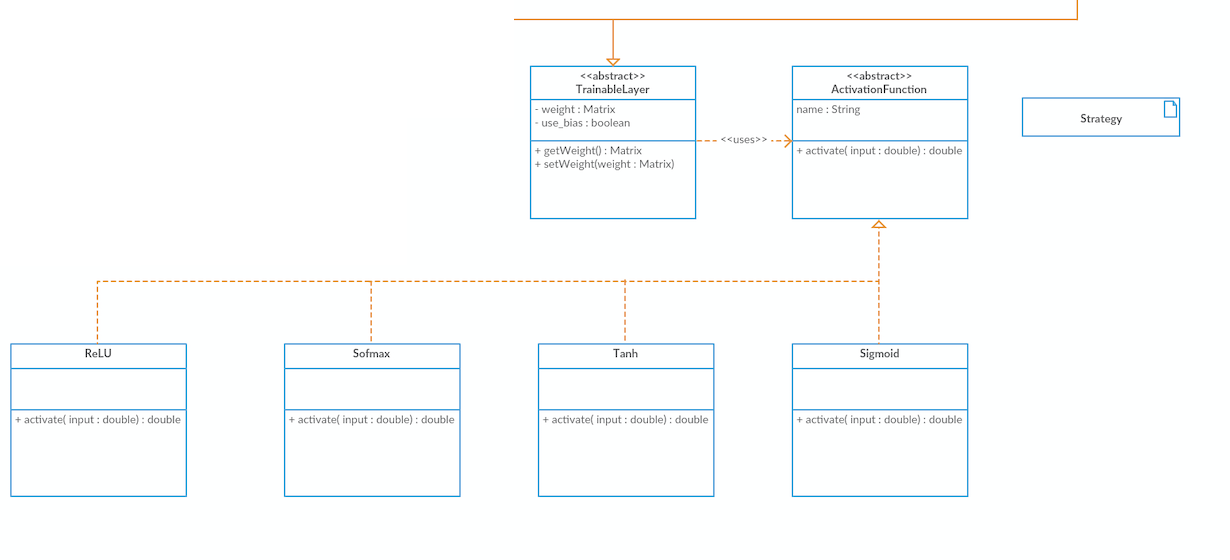 <<abstract>>
TrainableLayer
- weight : Matrix
- use_bias : boolean
+ getWeight() : Matrix
+ setWeight(weight : Matrix)
<<uses>>
<<abstract>>
ActivationFunction
name : String
+ activate( input : double) : double
Strategy
ReLU
+ activate( input : double) : double
Sofmax
+ activate( input : double) : double
Tanh
+ activate( input : double) : double
Sigmoid
+ activate( input : double) : double